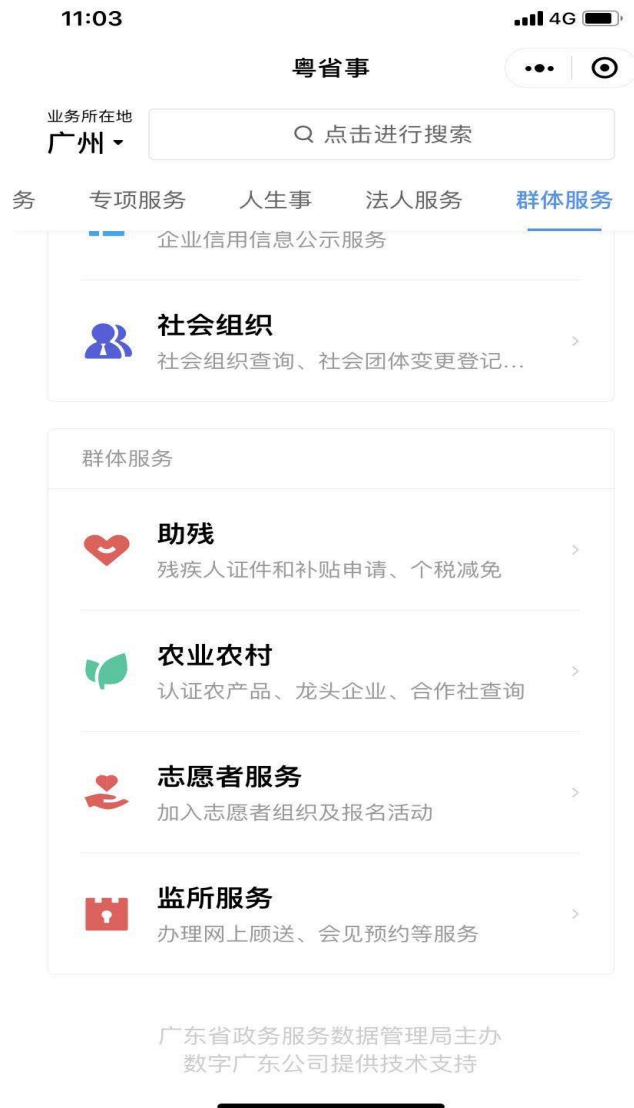 11:03
4G
粤省事
业务所在地
广州
点击进行搜索
务 专项服务 人生事 法人服务 群体服务
企业信用信息公示服务
社会组织
社会组织查询、社会团体变更登记...
群体服务
助残
残疾人证件和补贴申请、个税减免
农业农村
认证农产品、龙头企业、合作社查询
志愿者服务
加入志愿者组织及报名活动
监所服务
办理网上顾送、会见预约等服务
广东省政务服务数据管理局主办
数字广东公司提供技术支持